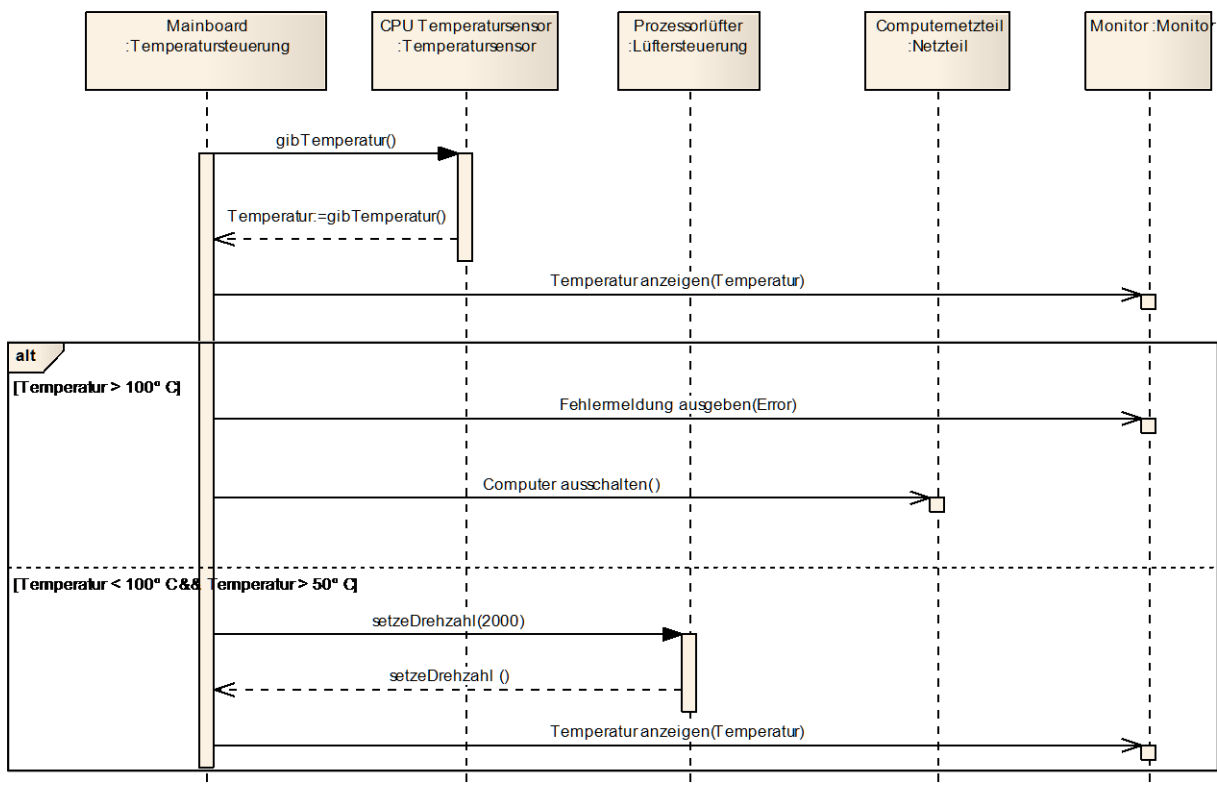 Mainboard
:Temperatursteuerung
CPU Temperatursensor
:Temperatursensor
Prozessorlüfter
:Lüftersteuerung
Computernetzteil
:Netzteil
Monitor :Monitor
gibTemperatur()
Temperatur:=gibTemperatur()
Temperatur anzeigen(Temperatur)
alt
[Temperatur > 100° C]
Fehlermeldung ausgeben(Error)
Computer ausschalten()
[Temperatur < 100° C && Temperatur > 50° C]
setzeDrehzahl(2000)
setzeDrehzahl ()
Temperatur anzeigen(Temperatur)